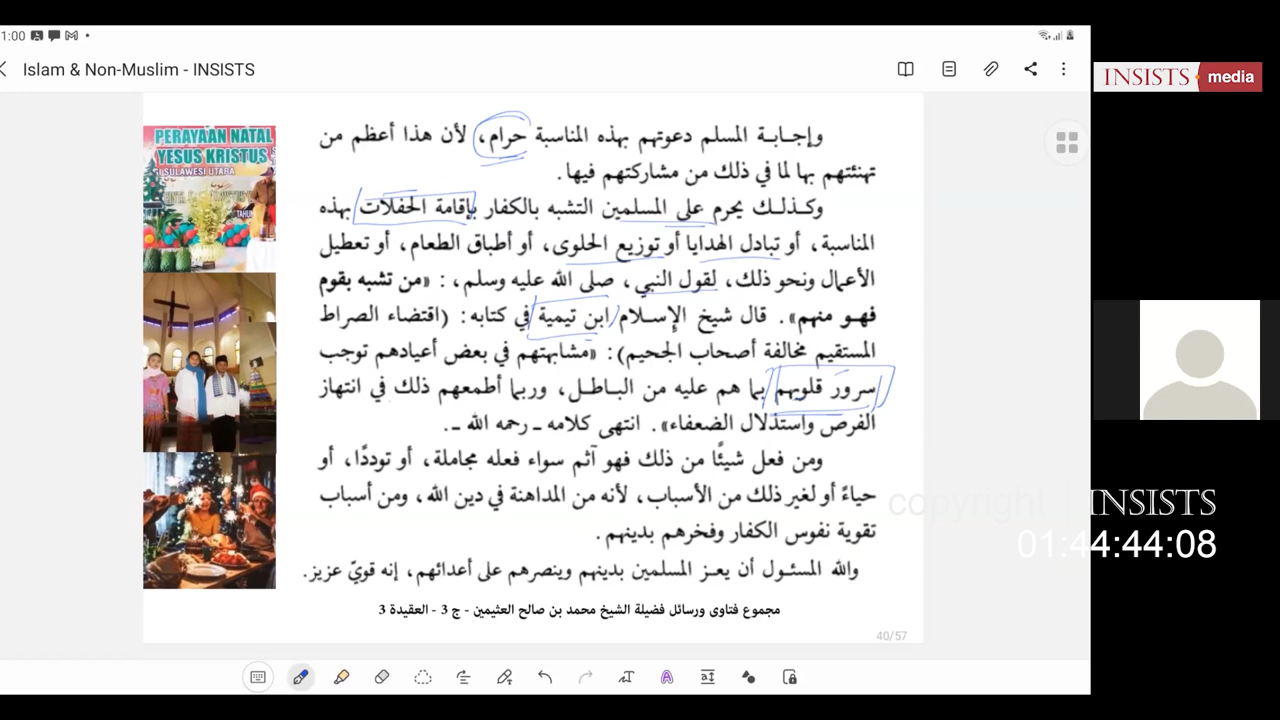 1:00
Islam & Non-Muslim - INSISTS
INSISTS media
PERAYAAN NATAL
YESUS KRISTUS
SULAWESI UTARA
وإجـابـة المسلم دعوتهم بهذه المناسبة حرام، لأن هذا أعظم من
تهنئتهم بها لما في ذلك من مشاركتهم فيها.
وكـذلـك يحرم على المسلمين التشبه بالكفار بإقامة الحفلات بهذه
المناسبة، أو تبادل الهدايا أو توزيع الحلوى، أو أطباق الطعام، أو تعطيل
الأعمال ونحو ذلك، لقول النبي، صلى الله عليه وسلم،: «من تشبه بقوم
فهـو منهم». قال شيخ الإسـلام ابن تيمية في كتابه: (اقتضاء الصراط
المستقيم مخالفة أصحاب الجحيم): «مشابهتهم في بعض أعيادهم توجب
سرور قلوبهم بما هم عليه من البـاطـل، وربما أطمعهم ذلك في انتهاز
الفرص واستذلال الضعفاء». انتهى كلامه ـ رحمه الله ـ.
ومن فعل شيئًا من ذلك فهو آثم سواء فعله مجاملة، أو توددًا، أو
حياءً أو لغير ذلك من الأسباب، لأنه من المداهنة في دين الله، ومن أسباب
تقوية نفوس الكفار وفخرهم بدينهم.
والله المسئـول أن يعـز المسلمين بدينهم وينصرهم على أعدائهم، إنه قويّ عزيز.
مجموع فتاوى ورسائل فضيلة الشيخ محمد بن صالح العثيمين - ج 3 - العقيدة 3
40/57
copyright | INSISTS
01:44:44:08